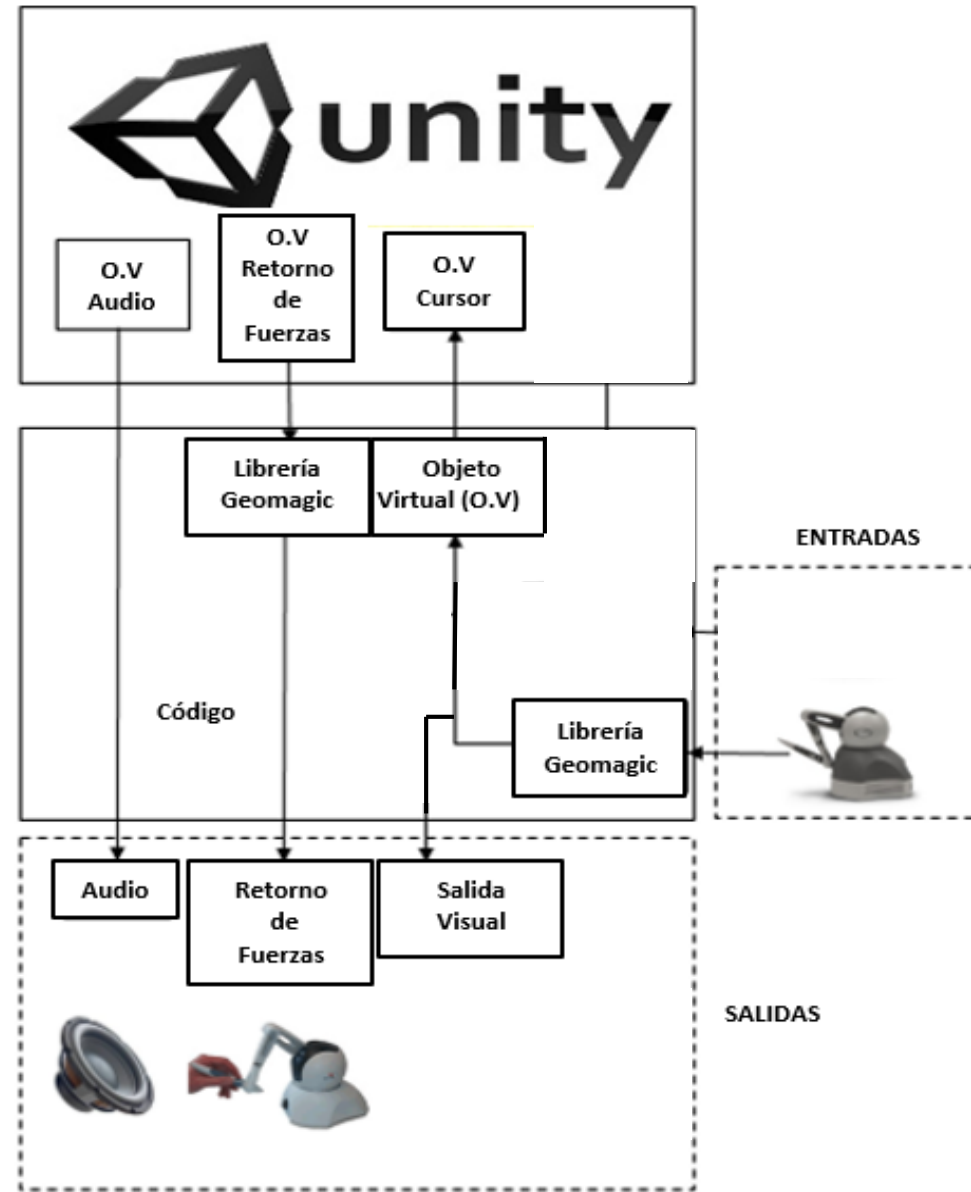 unity
O.V
Audio
O.V
Retorno
de
Fuerzas
O.V
Cursor
Librería
Geomagic
Objeto
Virtual (O.V)
ENTRADAS
Código
Librería
Geomagic
Audio
Retorno
de
Fuerzas
Salida
Visual
SALIDAS